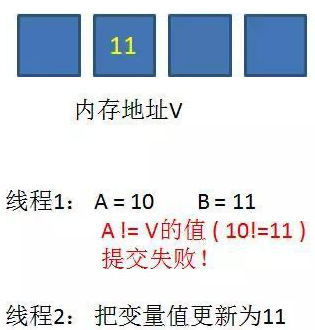 11
内存地址V
线程1： A = 10 B = 11
A != V的值 ( 10!=11 )
提交失败！
线程2： 把变量值更新为11